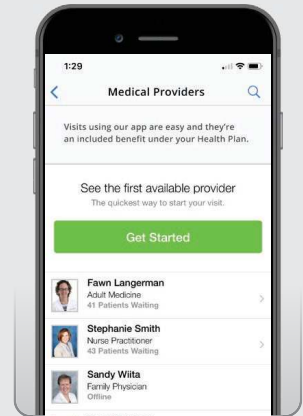 1:29
Medical Providers
Visits using our app are easy and they're
an included benefit under your Health Plan.
See the first available provider
The quickest way to start your visit.
Get Started
Fawn Langerman
Adult Medicine
41 Patients Waiting
Stephanie Smith
Nurse Practitioner
43 Patients Waiting
Sandy Wiita
Family Physician
Offline